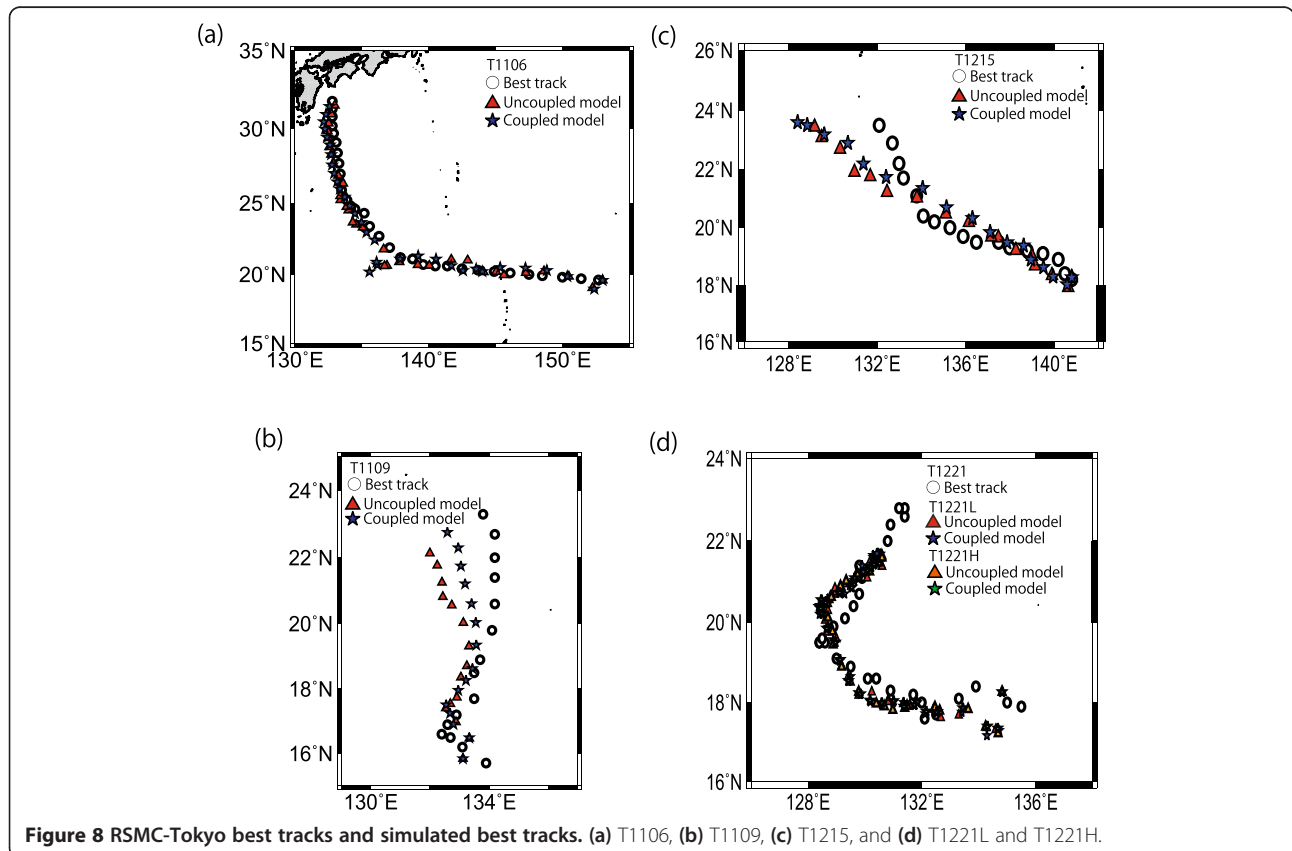 (a)
35˚N
30˚N
25˚N
20˚N
15˚N
130˚E
140˚E
150˚E
T1106
Best track
Uncoupled model
Coupled model
(c)
26˚N
24˚N
22˚N
20˚N
18˚N
16˚N
128˚E
132˚E
136˚E
140˚E
T1215
Best track
Uncoupled model
Coupled model
(b)
24˚N
22˚N
20˚N
18˚N
16˚N
130˚E
134˚E
T1109
Best track
Uncoupled model
Coupled model
(d)
24˚N
22˚N
20˚N
18˚N
16˚N
128˚E
132˚E
136˚E
T1221
Best track
T1221L
Uncoupled model
Coupled model
T1221H
Uncoupled model
Coupled model
Figure 8 RSMC-Tokyo best tracks and simulated best tracks. (a) T1106, (b) T1109, (c) T1215, and (d) T1221L and T1221H.